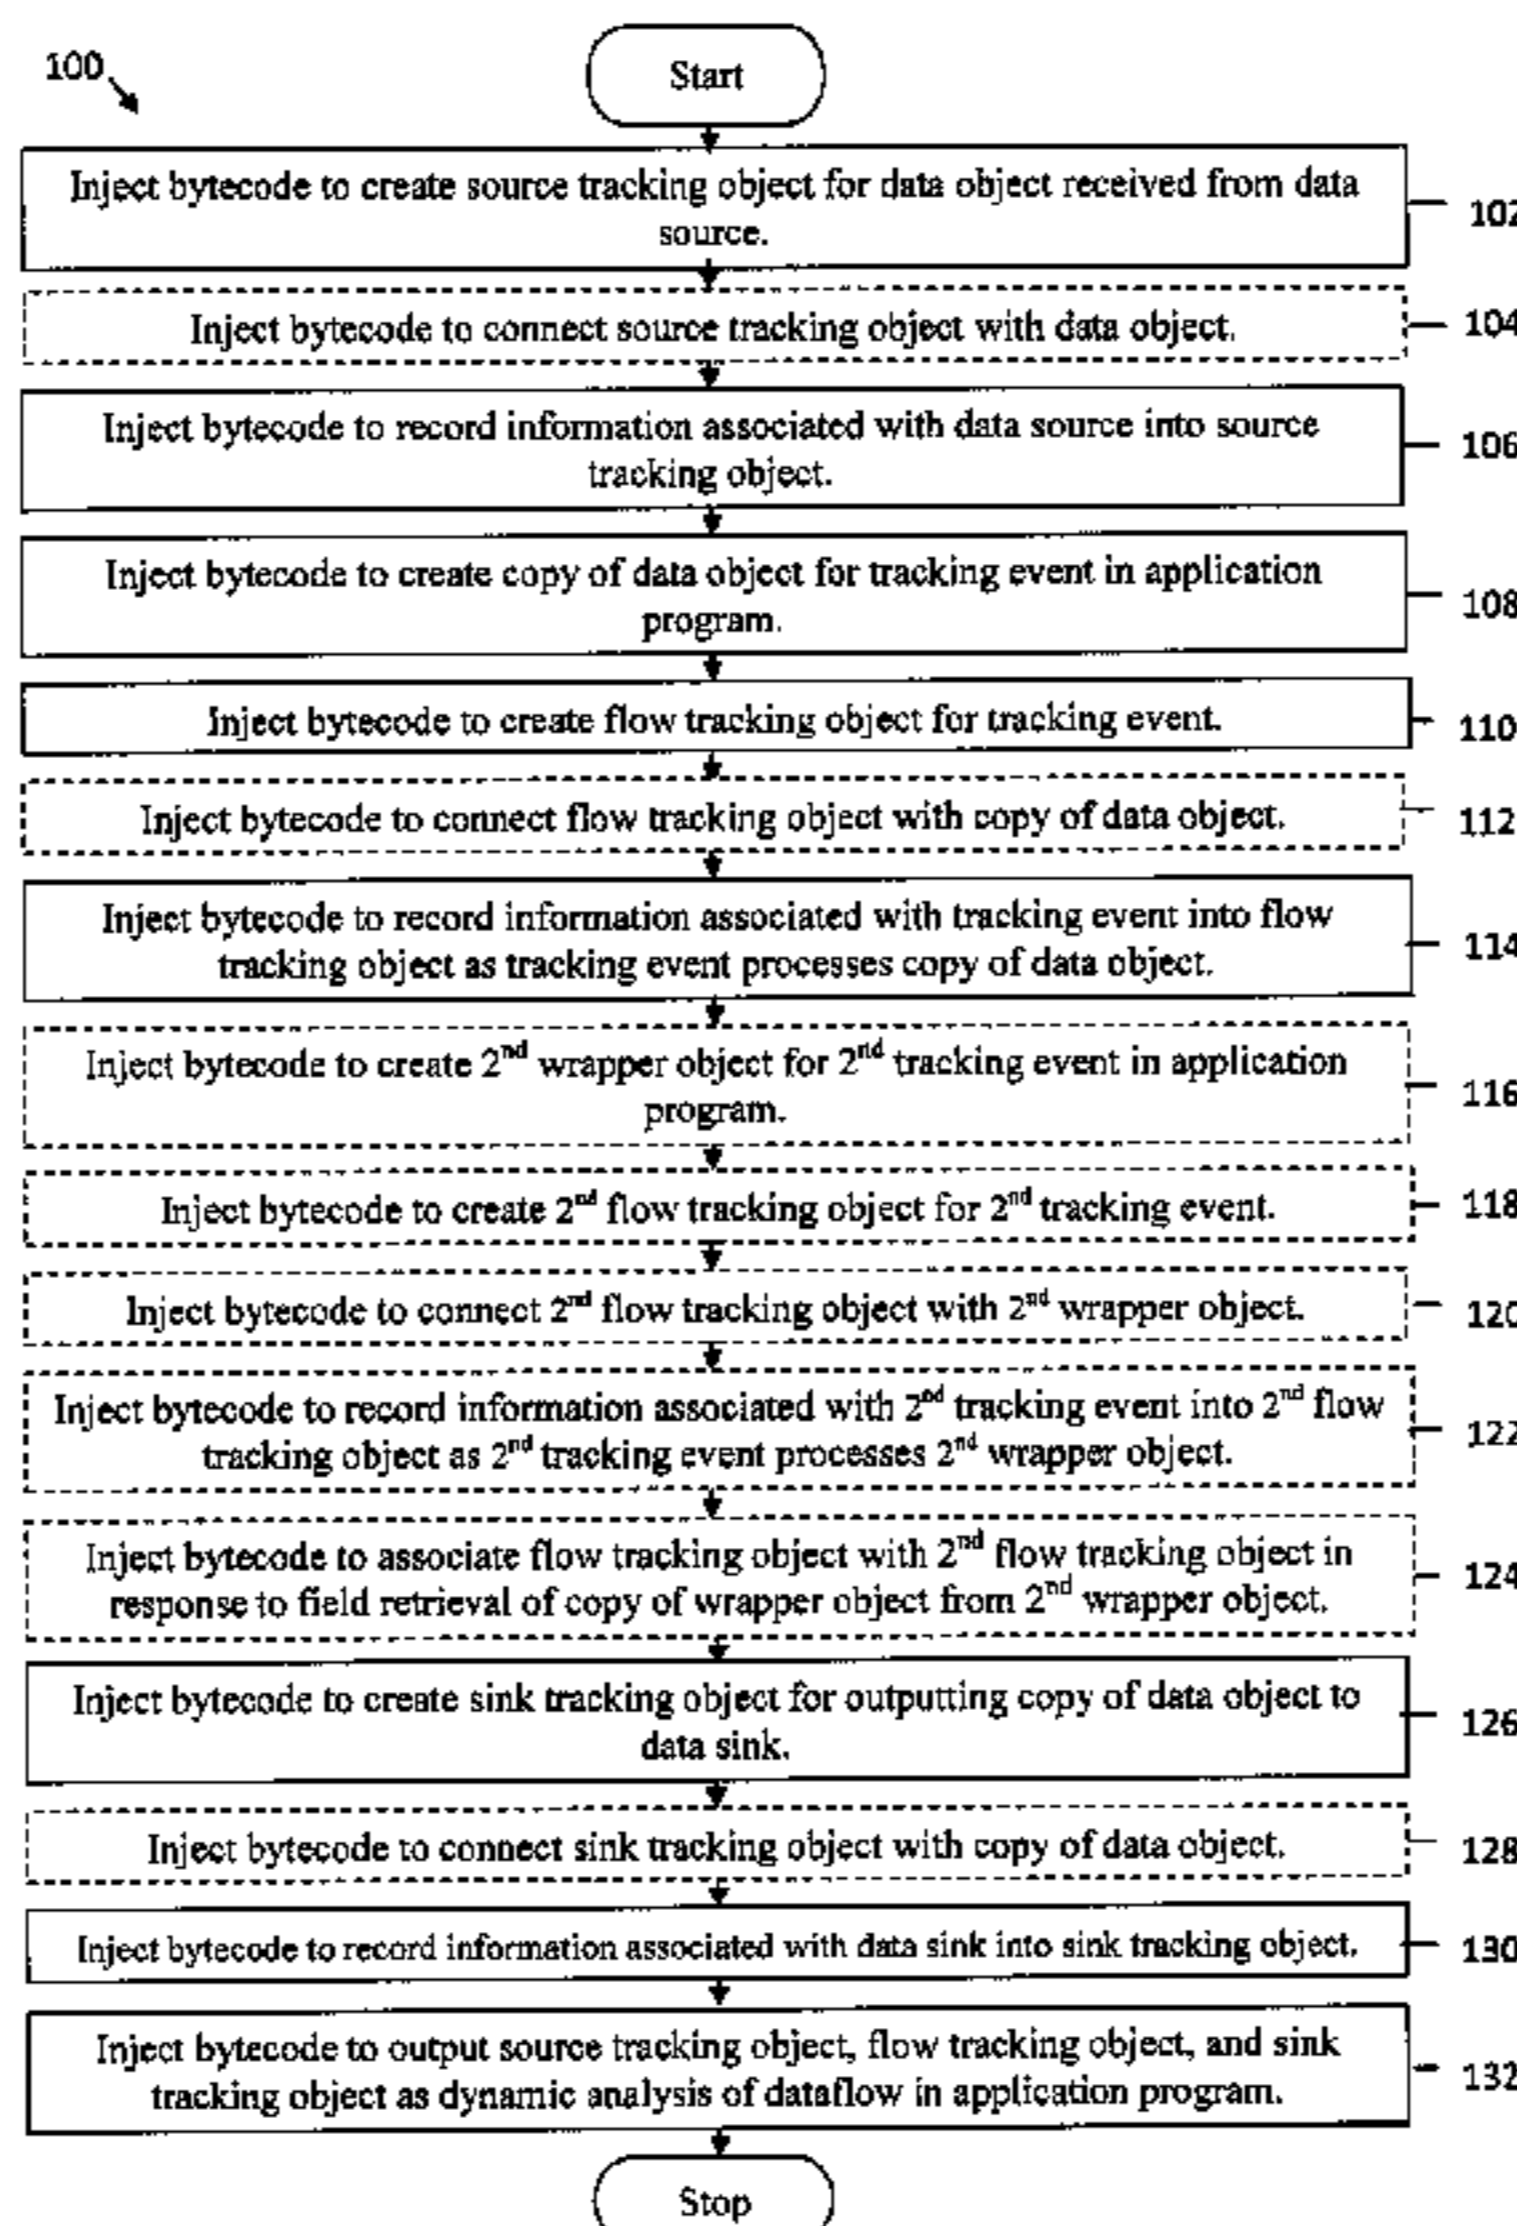 100
Start
Inject bytecode to create source tracking object for data object received from data
source.
102
Inject bytecode to connect source tracking object with data object.
104
Inject bytecode to record information associated with data source into source
tracking object.
106
Inject bytecode to create copy of data object for tracking event in application
program.
108
Inject bytecode to create flow tracking object for tracking event.
110
Inject bytecode to connect flow tracking object with copy of data object.
112
Inject bytecode to record information associated with tracking event into flow
tracking object as tracking event processes copy of data object.
114
Inject bytecode to create 2nd wrapper object for 2nd tracking event in application
program.
116
Inject bytecode to create 2nd flow tracking object for 2nd tracking event.
118
Inject bytecode to connect 2nd flow tracking object with 2nd wrapper object.
120
Inject bytecode to record information associated with 2nd tracking event into 2nd flow
tracking object as 2nd tracking event processes 2nd wrapper object.
122
Inject bytecode to associate flow tracking object with 2nd flow tracking object in
response to field retrieval of copy of wrapper object from 2nd wrapper object.
124
Inject bytecode to create sink tracking object for outputting copy of data object to
data sink.
126
Inject bytecode to connect sink tracking object with copy of data object.
128
Inject bytecode to record information associated with data sink into sink tracking object.
130
Inject bytecode to output source tracking object, flow tracking object, and sink
tracking object as dynamic analysis of dataflow in application program.
132
Stop